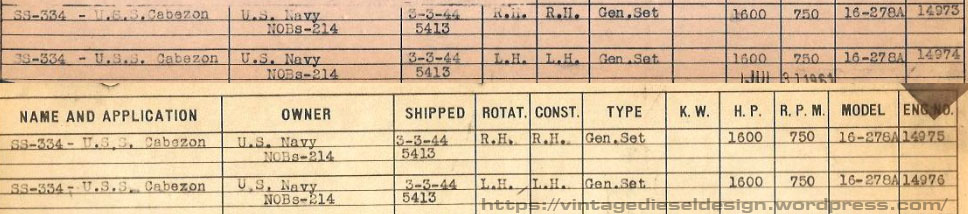 SS-334 - U.S.S.Cabezon U.S. Navy 3-3-44 R.H. R.H. Gen.Set 1600 750 16-278A 14973
NOBs-214 5413
SS-334 - U.S.S. Cabezon U.S. Navy 3-3-44 L.H. L.H. Gen.Set 1600 750 16-278A 14974
NOBs-214 5413
NAME AND APPLICATION OWNER SHIPPED ROTAT. CONST. TYPE K. W. H. P. R. P. M. MODEL ENG. NO.
SS-334- U.S.S. Cabezon U.S. Navy 3-3-44 R.H. R.H. Gen.Set 1600 750 16-278A 14975
NOBs-214 5413
SS-334- U.S.S. Cabezon U.S. Navy 3-3-44 L.H. L.H. Gen.Set 1600 750 16-278A 14976
NOBs-214 5413
https://vintagedieseldesign.wordpress.com/